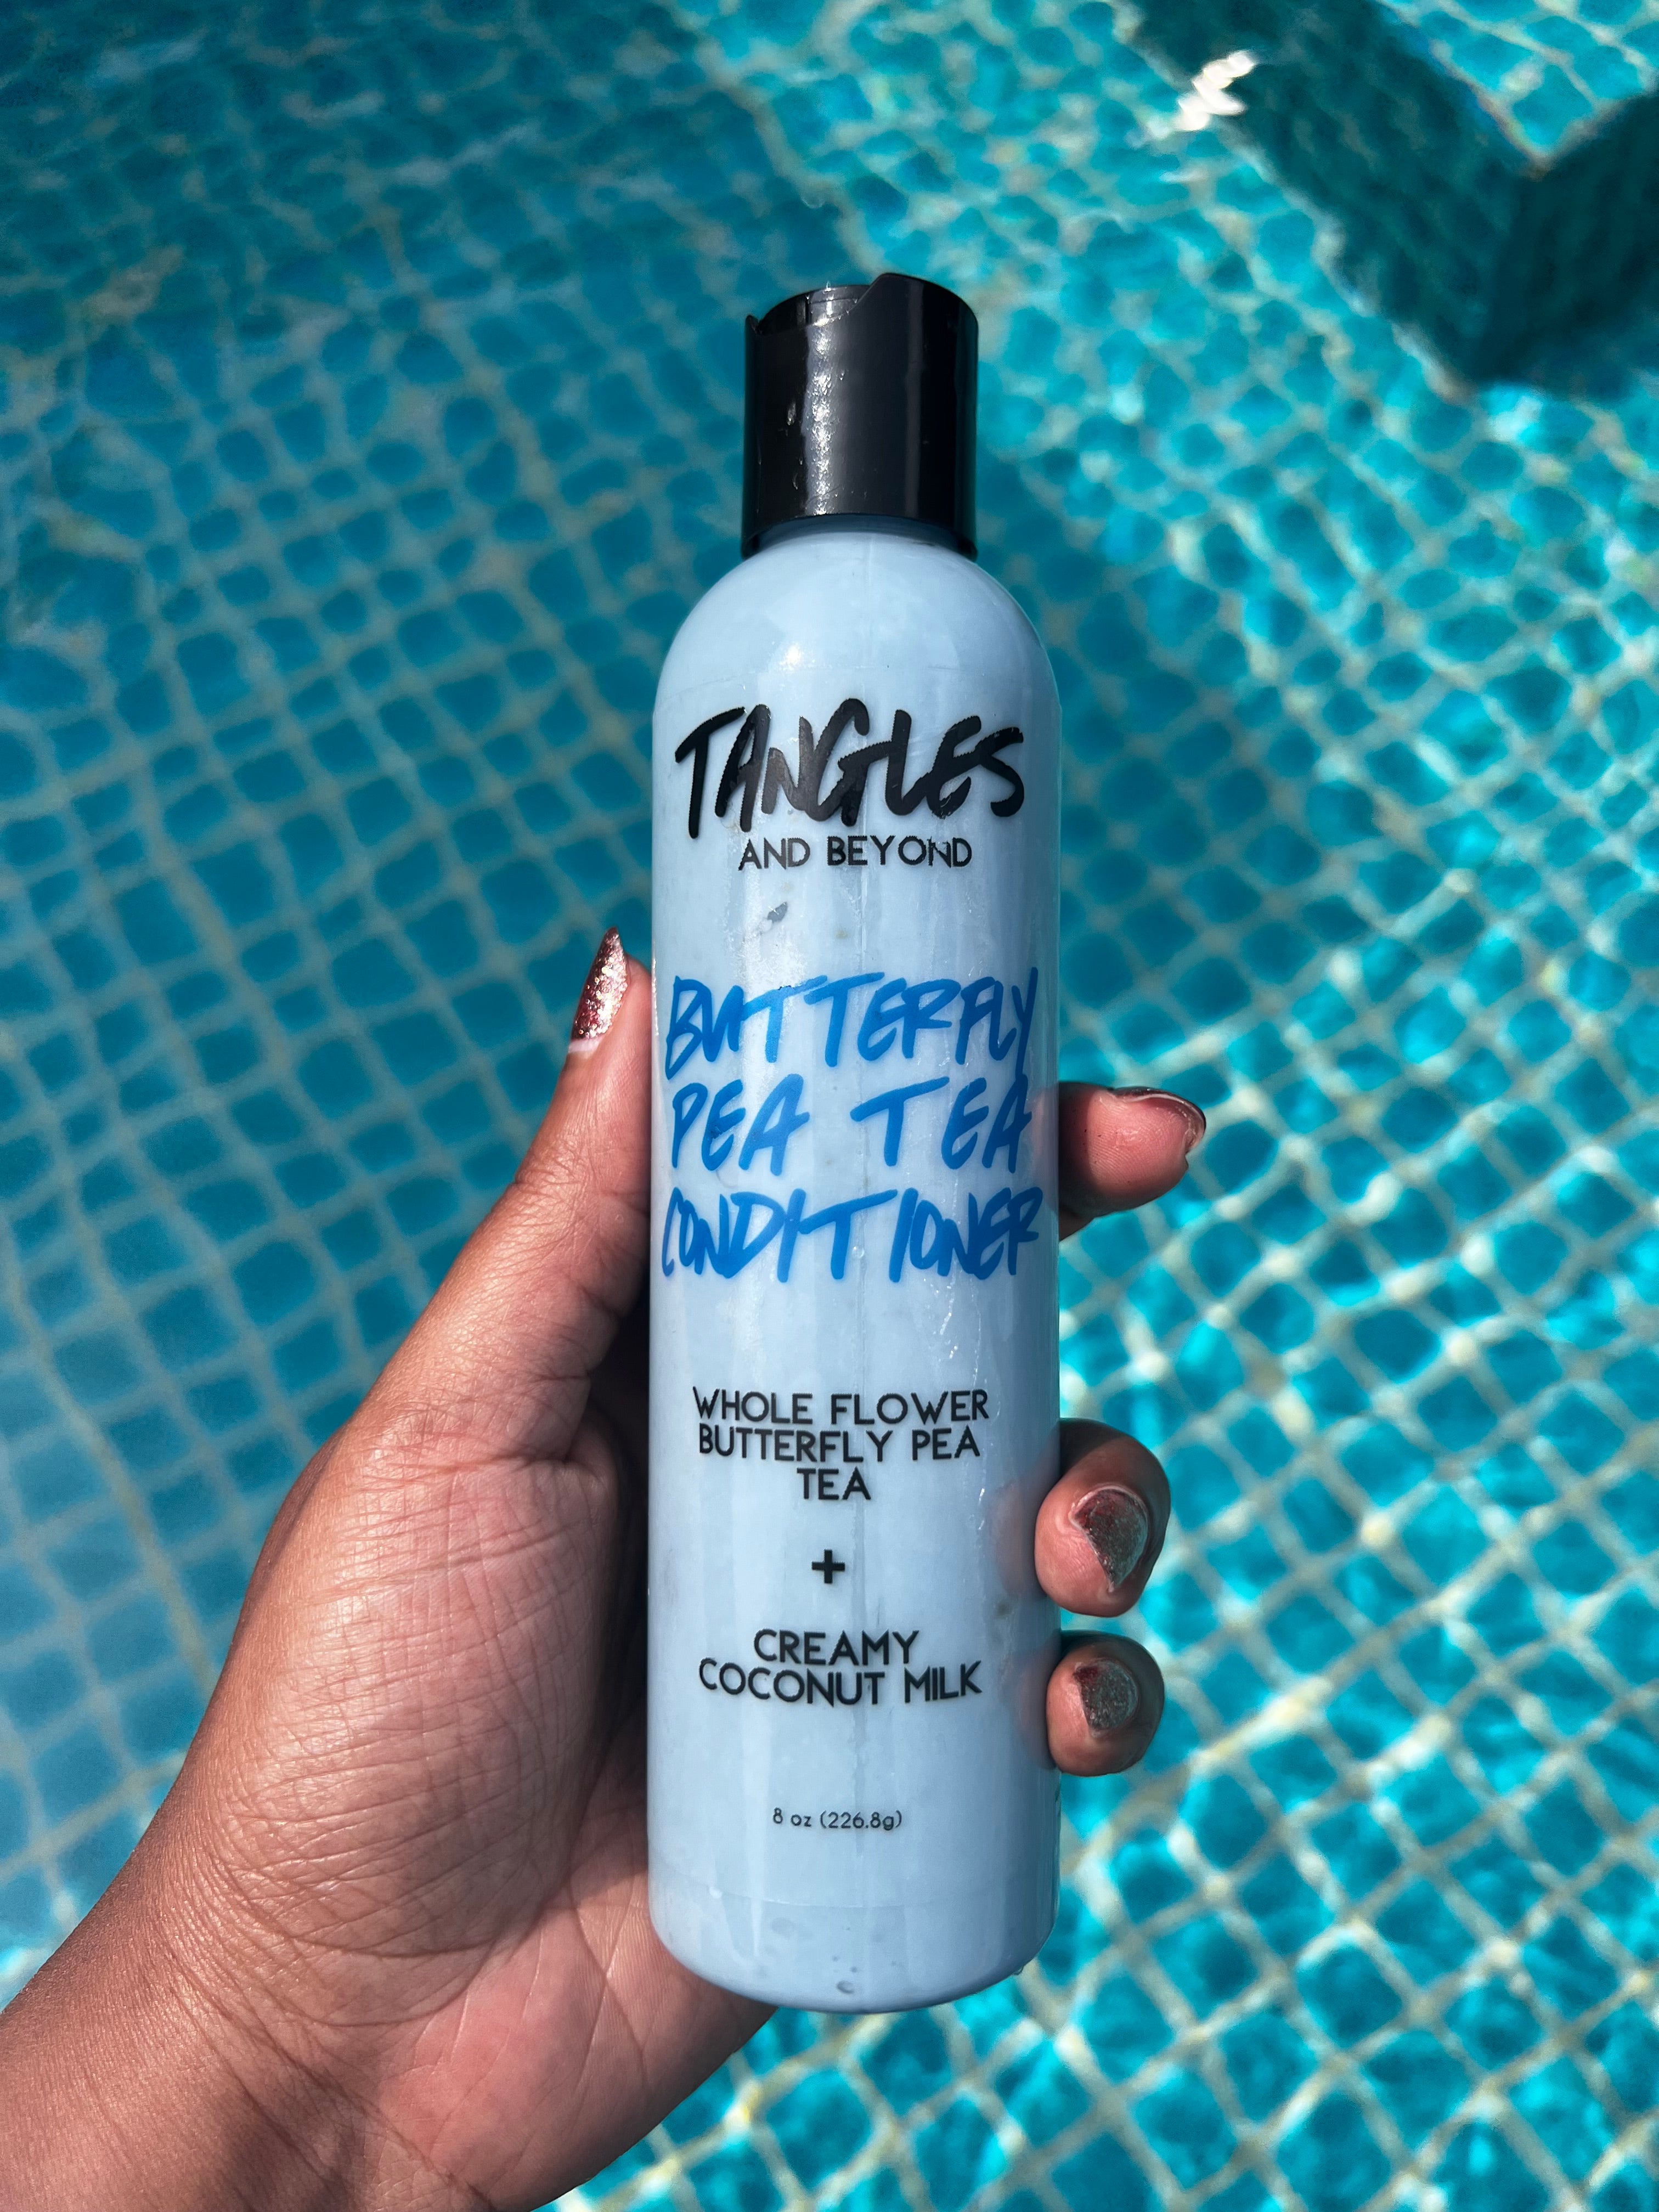 TANGLES
AND BEYOND
BUTTERFLY
PEA TEA
CONDITIONER
WHOLE FLOWER
BUTTERFLY PEA
TEA
+
CREAMY
COCONUT MILK
8 oz (226.8g)